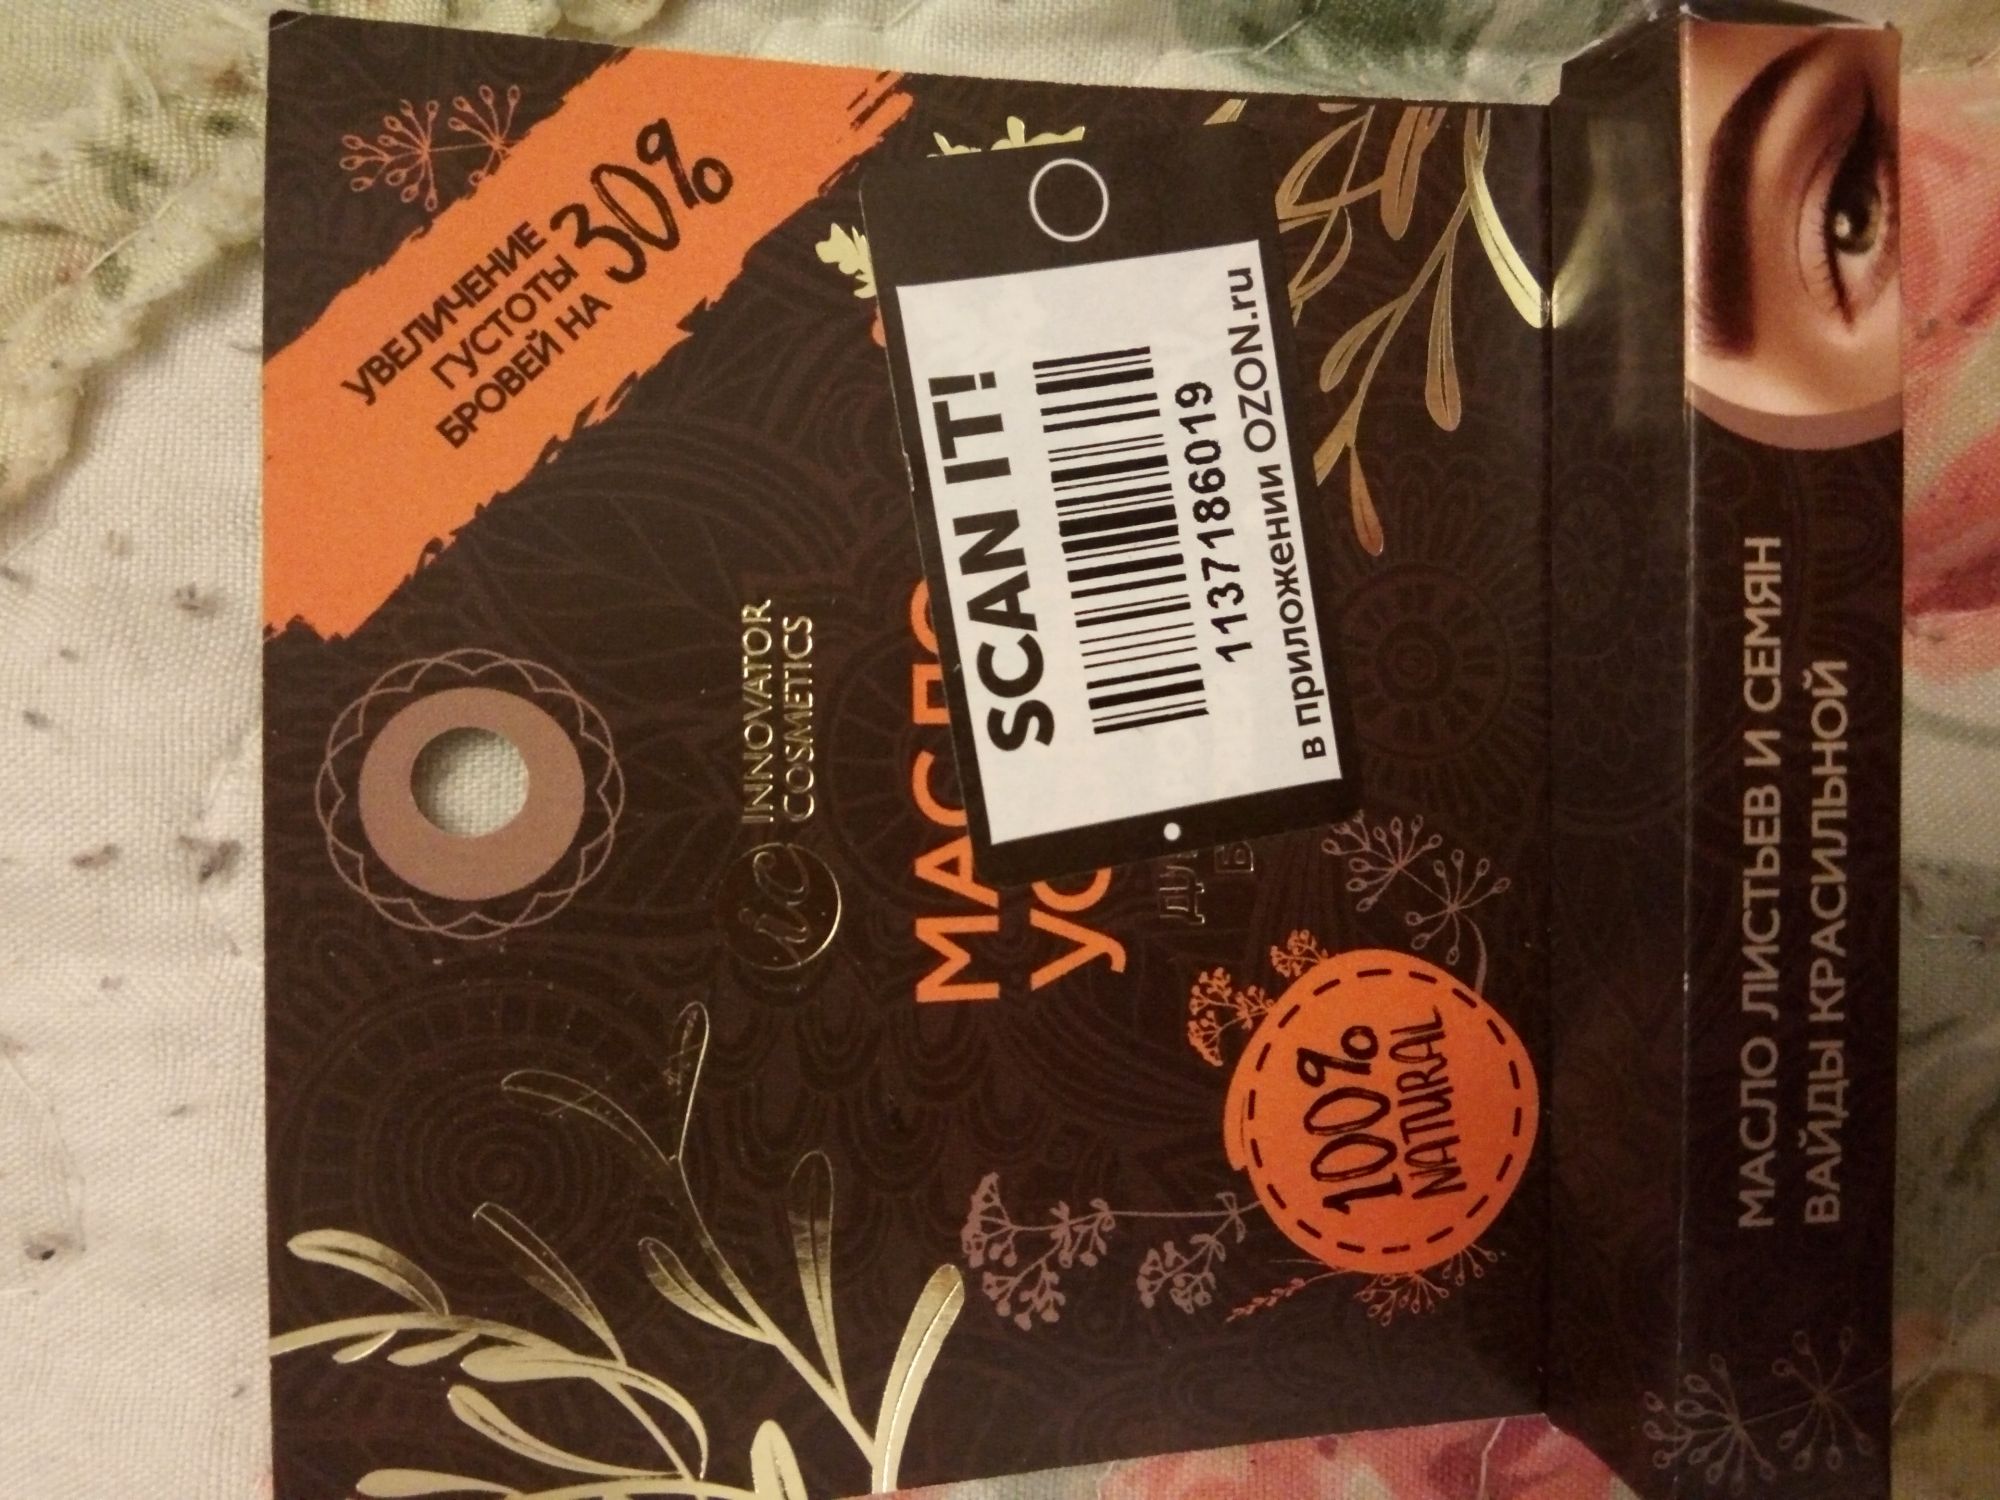 УВЕЛИЧЕНИЕ
ГУСТОТЫ
БРОВЕЙ НА
30%
ic
INNOVATOR
COSMETICS
SCAN IT!
1137186019
в приложении OZON.ru
100%
NATURAL
МАСЛО ЛИСТЬЕВ И СЕМЯН
ВАЙДЫ КРАСИЛЬНОЙ